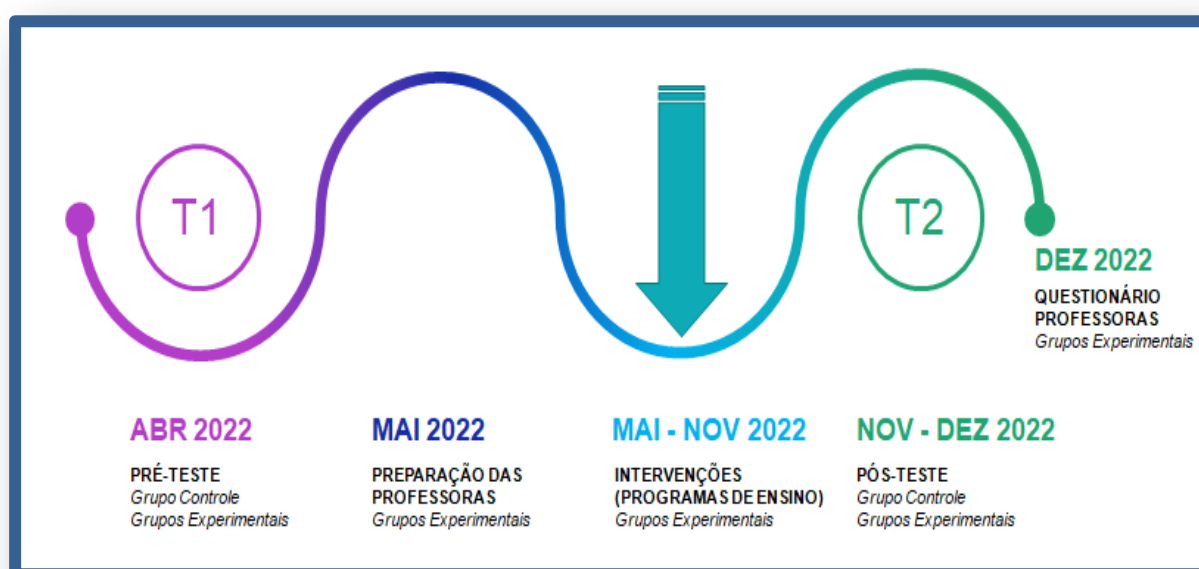 T1
T2
ABR 2022
PRÉ-TESTE
Grupo Controle
Grupos Experimentais
MAI 2022
PREPARAÇÃO DAS
PROFESSORAS
Grupos Experimentais
MAI - NOV 2022
INTERVENÇÕES
(PROGRAMAS DE ENSINO)
Grupos Experimentais
NOV - DEZ 2022
PÓS-TESTE
Grupo Controle
Grupos Experimentais
DEZ 2022
QUESTIONÁRIO
PROFESSORAS
Grupos Experimentais